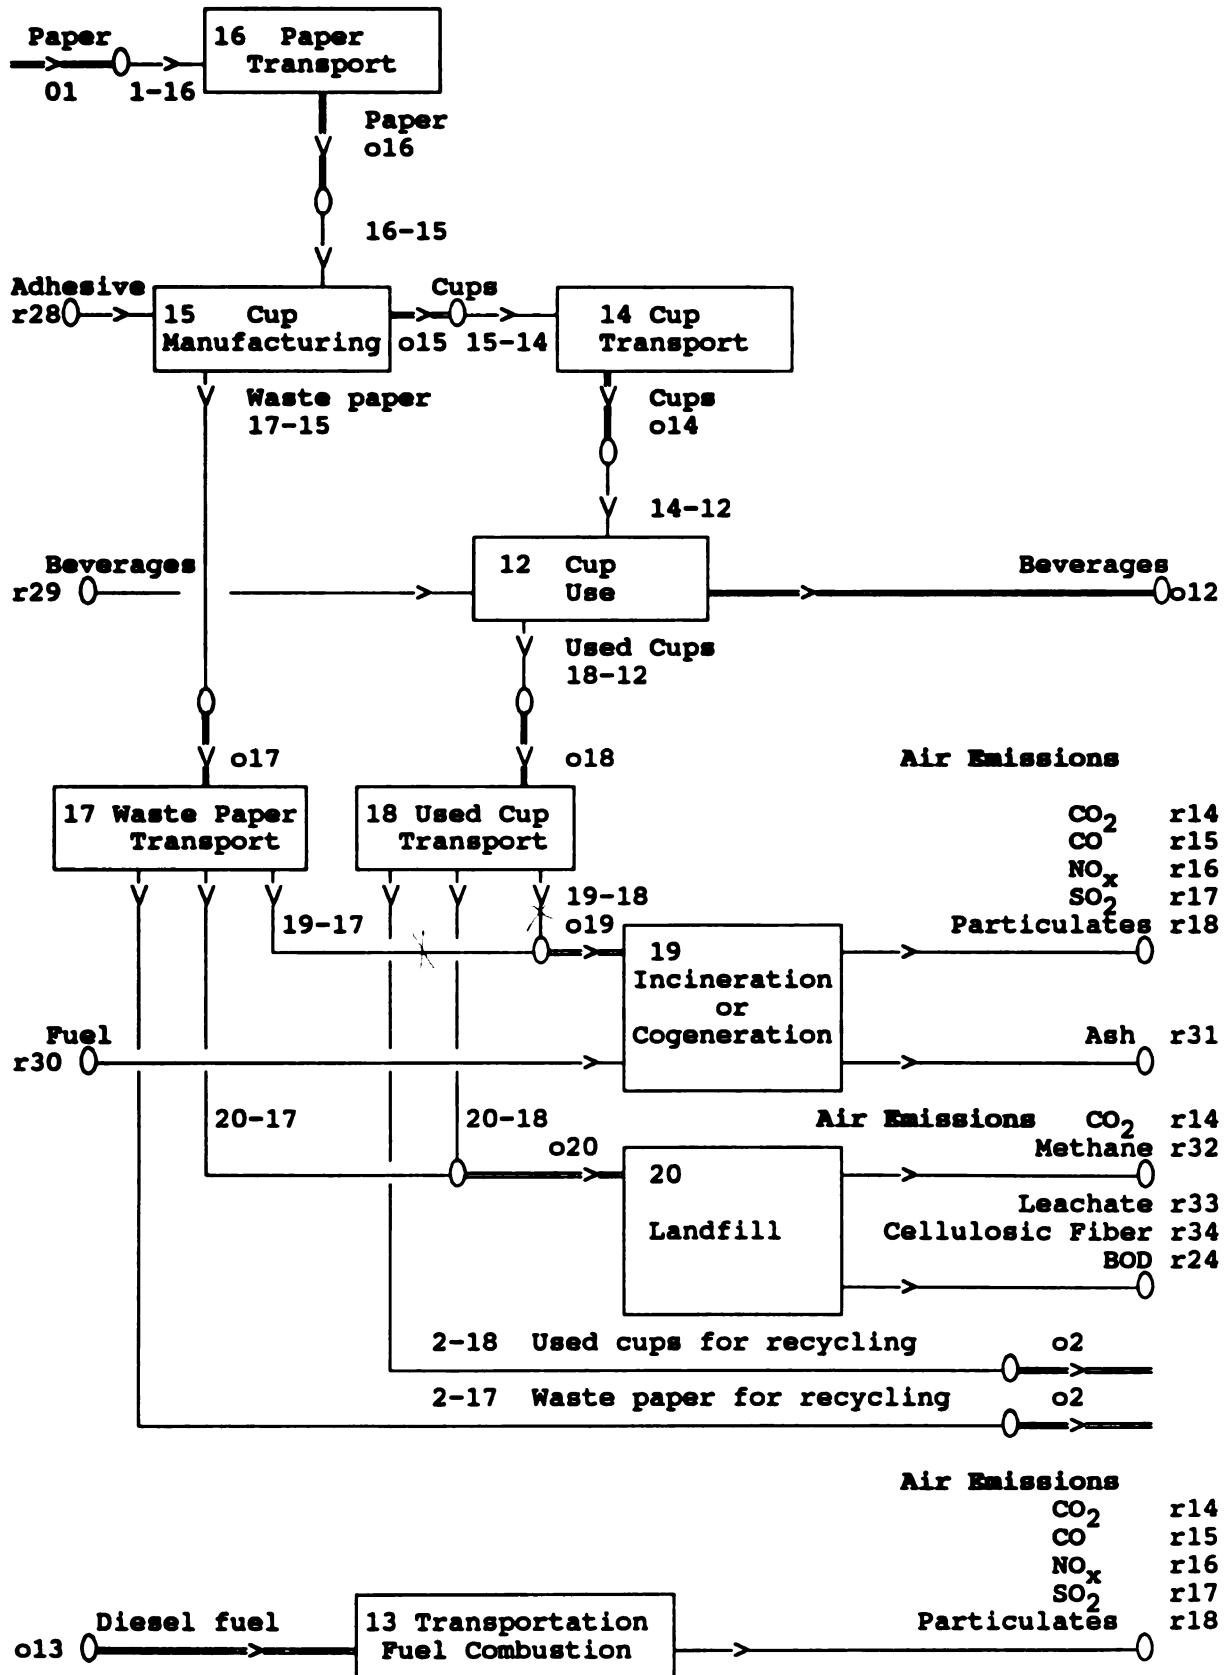 Paper
16 Paper
Transport
01 1-16
Paper
o16
16-15
Adhesive
r28
15 Cup
Manufacturing
Cups
o15 15-14
14 Cup
Transport
Waste paper
17-15
Cups
o14
14-12
Beverages
r29
12 Cup
Use
Beverages
o12
Used Cups
18-12
o17
o18
17 Waste Paper
Transport
18 Used Cup
Transport
Air Emissions
CO2 r14
CO r15
NOx r16
SO2 r17
Particulates r18
19-17
19-18
o19
19
Incineration
or
Cogeneration
Fuel
r30
Ash r31
20-17
20-18
o20
20
Landfill
Air Emissions CO2 r14
Methane r32
Leachate r33
Cellulosic Fiber r34
BOD r24
2-18 Used cups for recycling o2
2-17 Waste paper for recycling o2
Air Emissions
CO2 r14
CO r15
NOx r16
SO2 r17
Particulates r18
Diesel fuel
o13
13 Transportation
Fuel Combustion